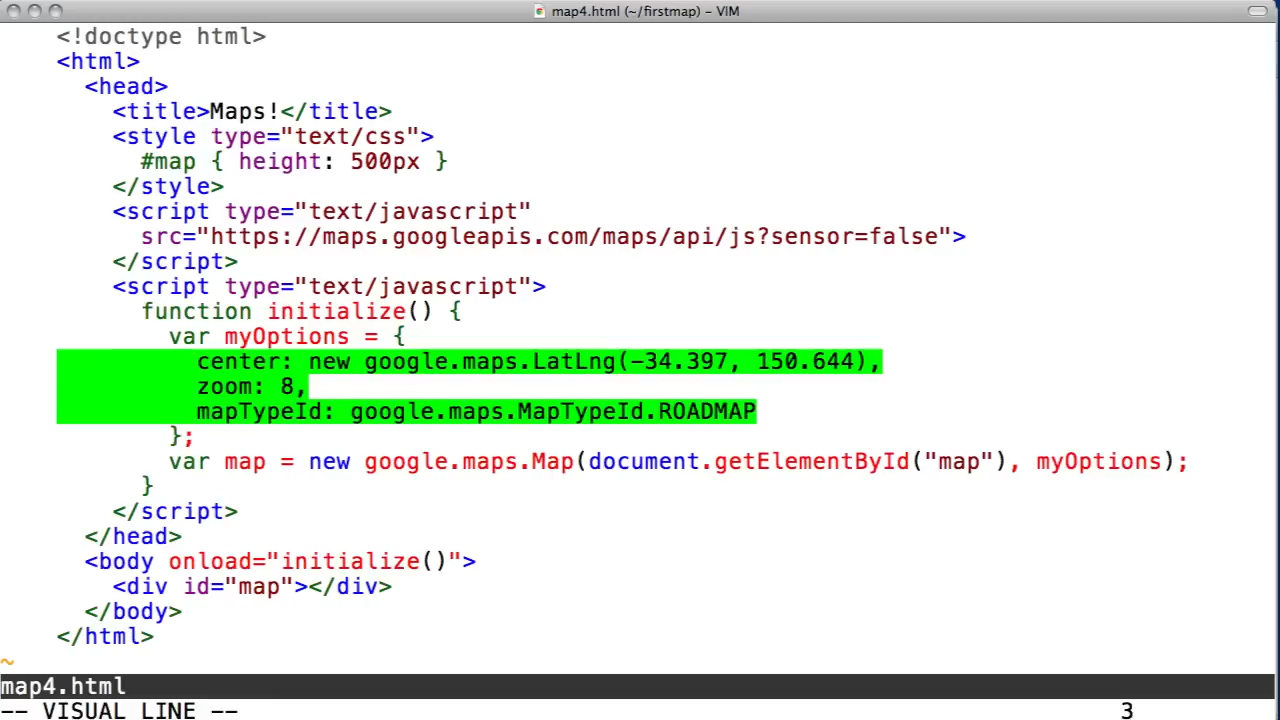 map4.html (~/firstmap) – VIM
<!doctype html>
<html>
  <head>
    <title>Maps!</title>
    <style type="text/css">
      #map { height: 500px }
    </style>
    <script type="text/javascript"
      src="https://maps.googleapis.com/maps/api/js?sensor=false">
    </script>
    <script type="text/javascript">
      function initialize() {
        var myOptions = {
          center: new google.maps.LatLng(-34.397, 150.644),
          zoom: 8,
          mapTypeId: google.maps.MapTypeId.ROADMAP
        };
        var map = new google.maps.Map(document.getElementById("map"), myOptions);
      }
    </script>
  </head>
  <body onload="initialize()">
    <div id="map"></div>
  </body>
</html>
~
map4.html
-- VISUAL LINE -- 3